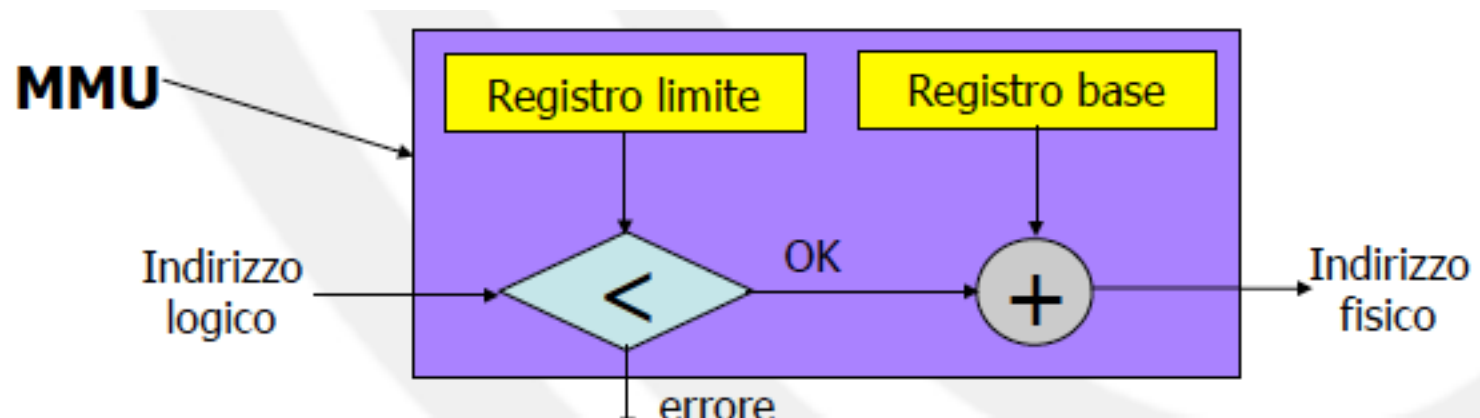 MMU
Registro limite
Registro base
Indirizzo
logico
<
OK
+
Indirizzo
fisico
errore